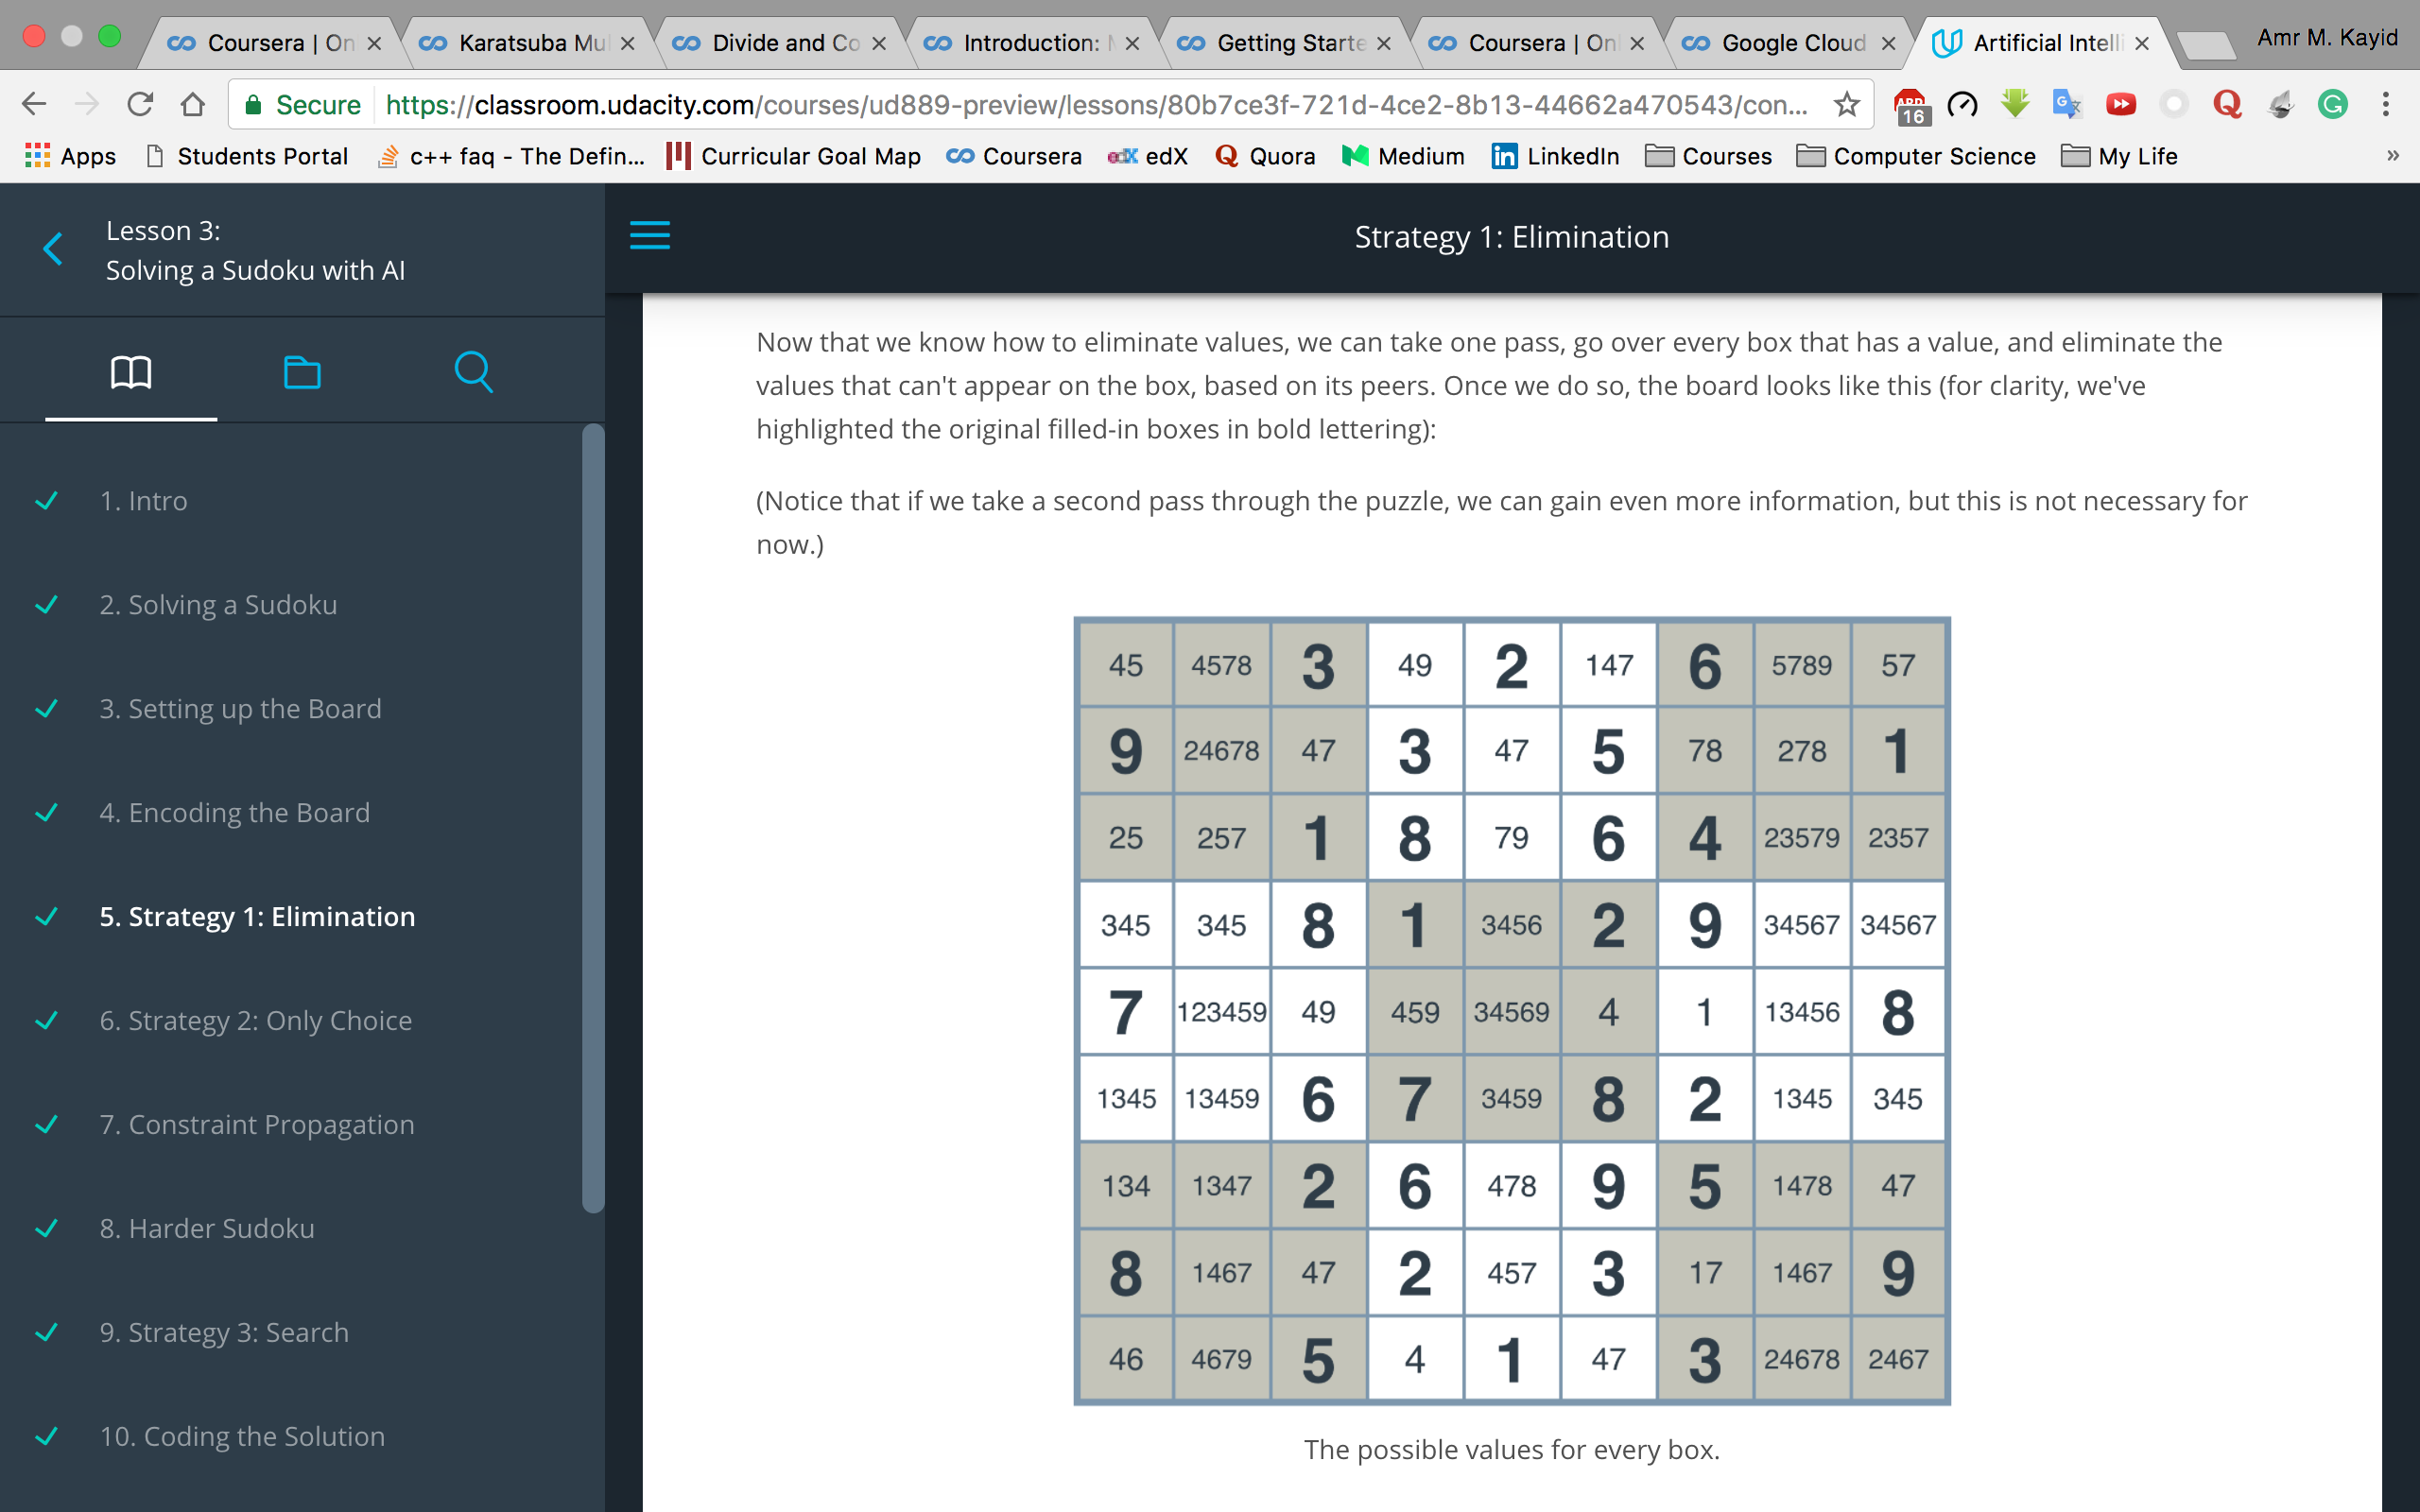 Coursera | On
Karatsuba Mul
Divide and Co
Introduction:
Getting Starte
Coursera | Onl
Google Cloud
Artificial Intelli
Amr M. Kayid
Secure https://classroom.udacity.com/courses/ud889-preview/lessons/80b7ce3f-721d-4ce2-8b13-44662a470543/con...
16
Apps Students Portal c++ faq - The Defin... Curricular Goal Map Coursera edX Quora Medium LinkedIn Courses Computer Science My Life »
Lesson 3:
Solving a Sudoku with AI
1. Intro
2. Solving a Sudoku
3. Setting up the Board
4. Encoding the Board
5. Strategy 1: Elimination
6. Strategy 2: Only Choice
7. Constraint Propagation
8. Harder Sudoku
9. Strategy 3: Search
10. Coding the Solution
Strategy 1: Elimination
Now that we know how to eliminate values, we can take one pass, go over every box that has a value, and eliminate the
values that can't appear on the box, based on its peers. Once we do so, the board looks like this (for clarity, we've
highlighted the original filled-in boxes in bold lettering):
(Notice that if we take a second pass through the puzzle, we can gain even more information, but this is not necessary for
now.)
45 4578 3 49 2 147 6 5789 57
9 24678 47 3 47 5 78 278 1
25 257 1 8 79 6 4 23579 2357
345 345 8 1 3456 2 9 34567 34567
7 123459 49 459 34569 4 1 13456 8
1345 13459 6 7 3459 8 2 1345 345
134 1347 2 6 478 9 5 1478 47
8 1467 47 2 457 3 17 1467 9
46 4679 5 4 1 47 3 24678 2467
The possible values for every box.